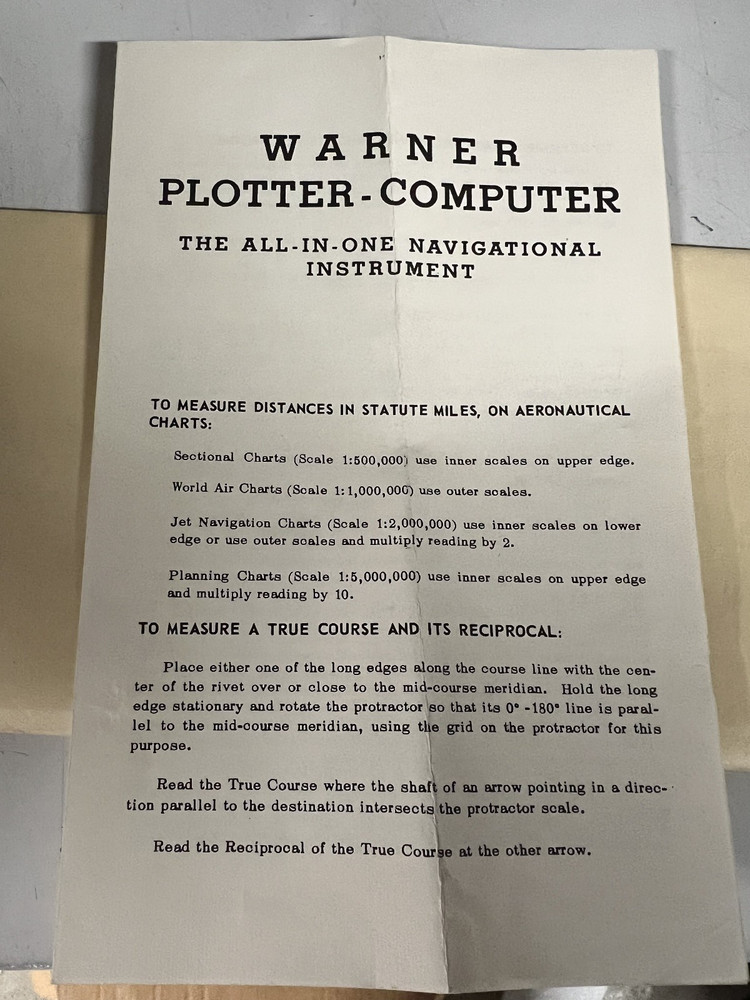 WARNER
PLOTTER-COMPUTER
THE ALL-IN-ONE NAVIGATIONAL
INSTRUMENT
TO MEASURE DISTANCES IN STATUTE MILES, ON AERONAUTICAL
CHARTS:
Sectional Charts (Scale 1:500,000) use inner scales on upper edge.
World Air Charts (Scale 1:1,000,000) use outer scales.
Jet Navigation Charts (Scale 1:2,000,000) use inner scales on lower
edge or use outer scales and multiply reading by 2.
Planning Charts (Scale 1:5,000,000) use inner scales on upper edge
and multiply reading by 10.
TO MEASURE A TRUE COURSE AND ITS RECIPROCAL:
Place either one of the long edges along the course line with the cen-
ter of the rivet over or close to the mid-course meridian. Hold the long
edge stationary and rotate the protractor so that its 0° -180° line is paral-
lel to the mid-course meridian, using the grid on the protractor for this
purpose.
Read the True Course where the shaft of an arrow pointing in a direc-
tion parallel to the destination intersects the protractor scale.
Read the Reciprocal of the True Course at the other arrow.